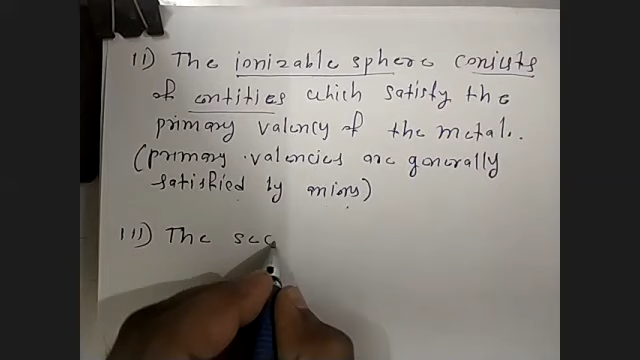 II) The ionizable sphere consists
of entities which satisfy the
primary valency of the metal.
(primary valencies are generally
satisfied by anions)
III) The sec